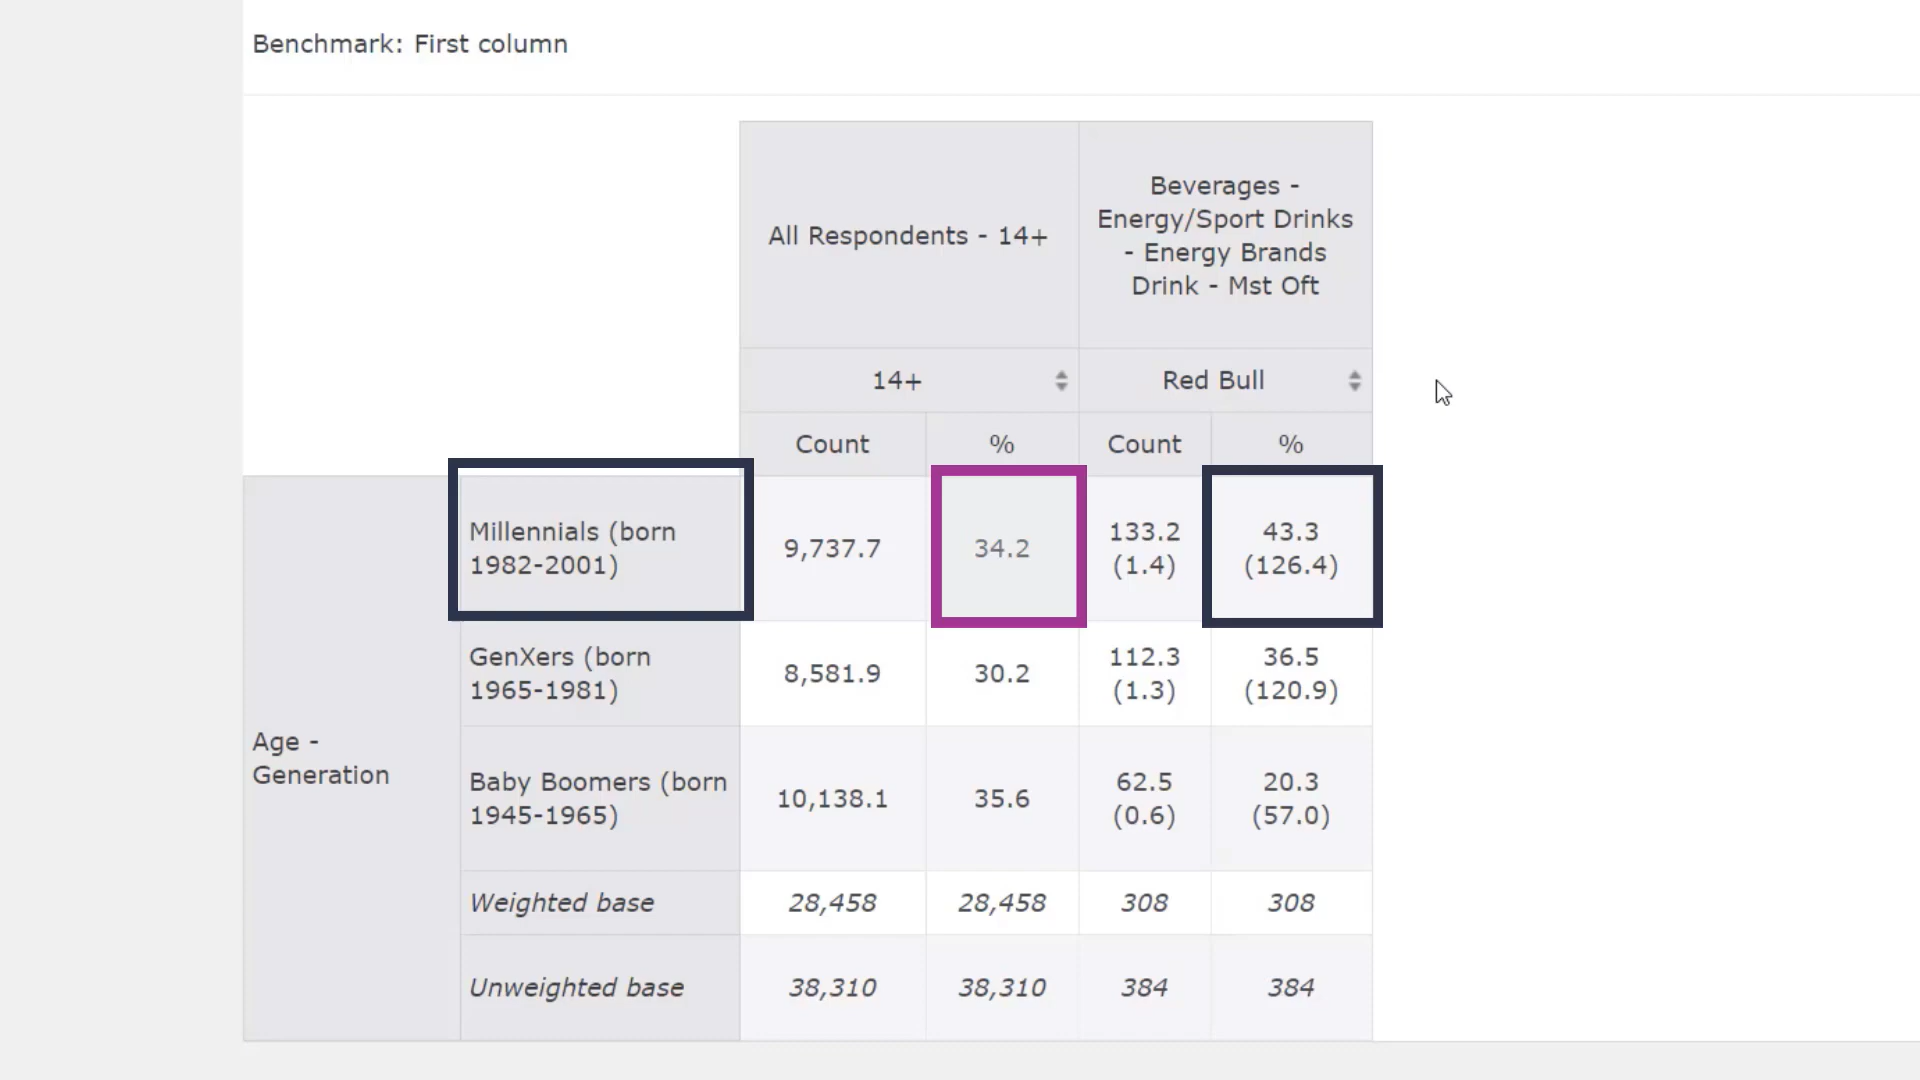 Benchmark: First column
All Respondents - 14+
Beverages -
Energy/Sport Drinks
- Energy Brands
Drink - Mst Oft
14+
Red Bull
Count
%
Count
%
Age -
Generation
Millennials (born
1982-2001)
9,737.7
34.2
133.2
(1.4)
43.3
(126.4)
GenXers (born
1965-1981)
8,581.9
30.2
112.3
(1.3)
36.5
(120.9)
Baby Boomers (born
1945-1965)
10,138.1
35.6
62.5
(0.6)
20.3
(57.0)
Weighted base
28,458
28,458
308
308
Unweighted base
38,310
38,310
384
384